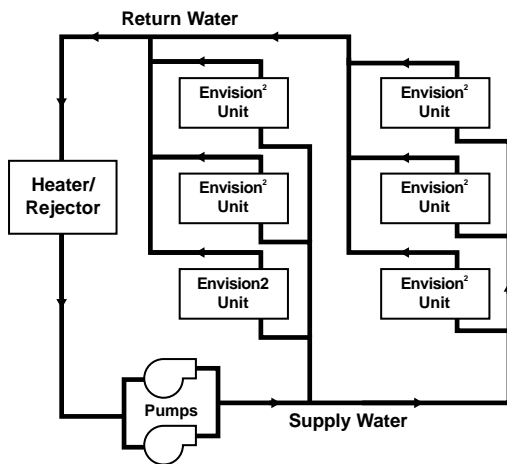 Return Water
Envision²
Unit
Envision²
Unit
Heater/
Rejector
Envision²
Unit
Envision²
Unit
Envision2
Unit
Envision²
Unit
Pumps
Supply Water